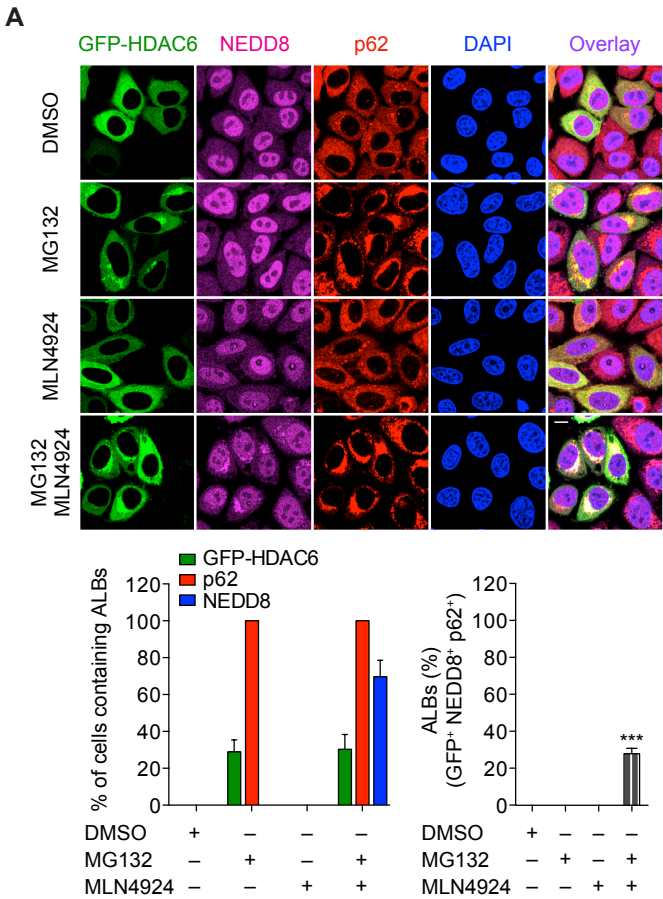 A
GFP-HDAC6 NEDD8 p62 DAPI Overlay
DMSO
MG132
MLN4924
MG132
MLN4924
GFP-HDAC6
p62
NEDD8
% of cells containing ALBs
120
100
80
60
40
20
0
DMSO + – – –
MG132 – + – +
MLN4924 – – + +
ALBs (%)
(GFP⁺ NEDD8⁺ p62⁺)
120
100
80
60
40
20
0
***
DMSO + – – –
MG132 – + – +
MLN4924 – – + +